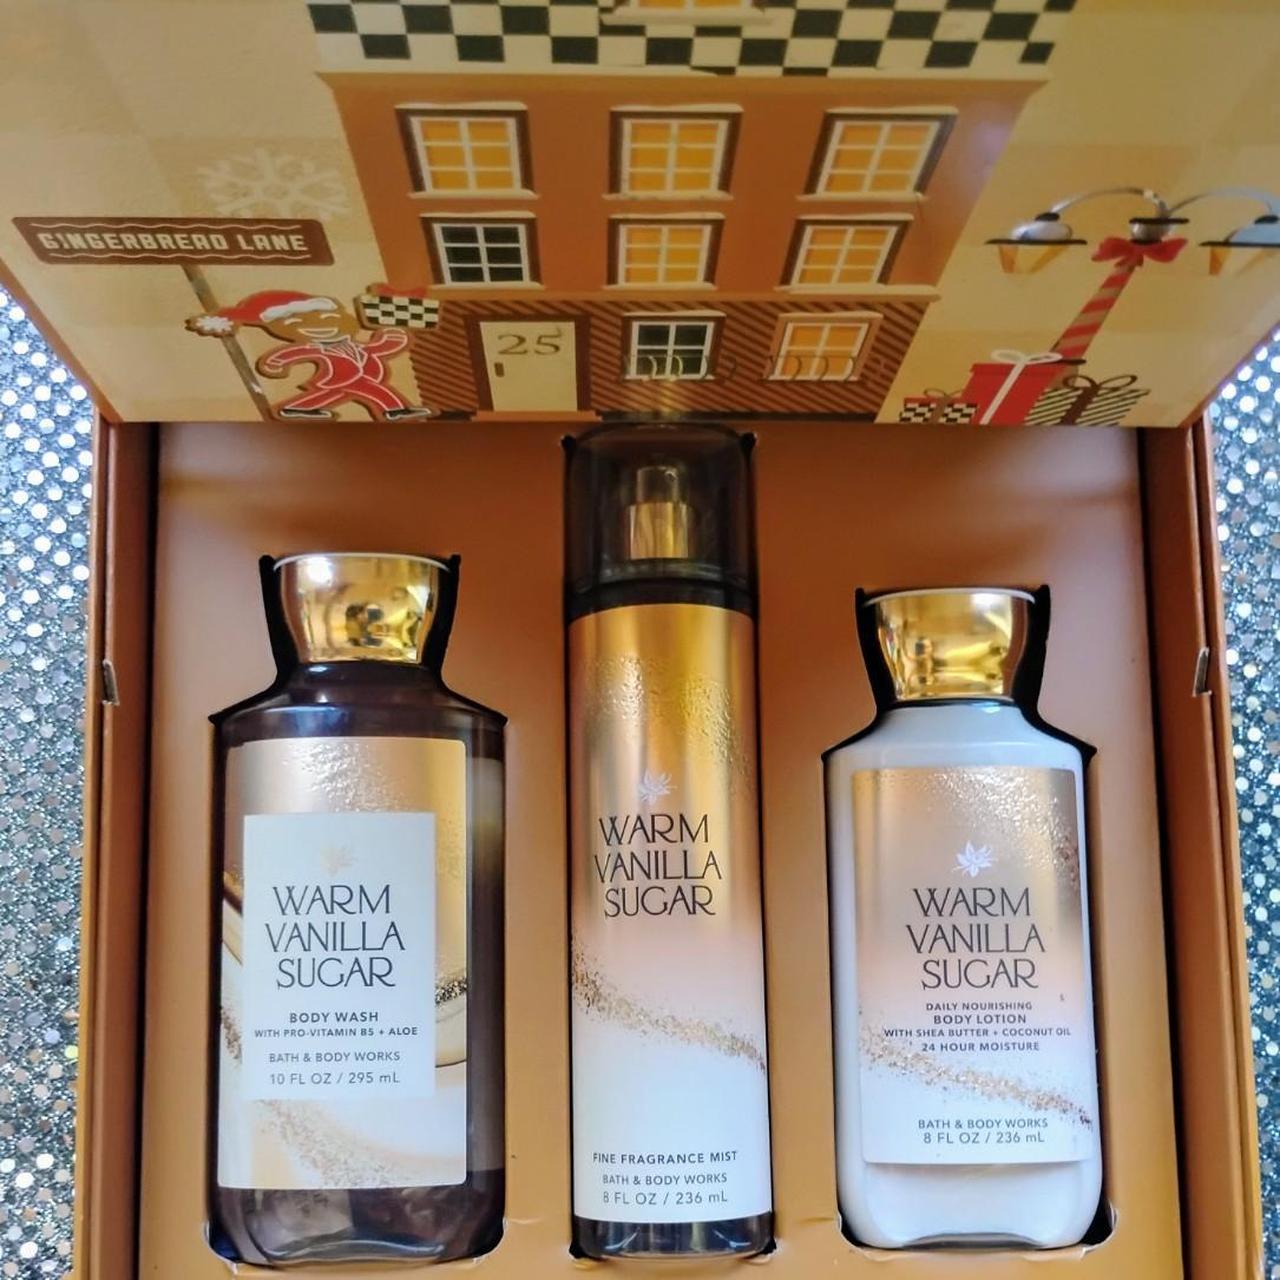 GINGERBREAD LANE
25
WARM
VANILLA
SUGAR
BODY WASH
WITH PRO-VITAMIN B5 + ALOE
BATH & BODY WORKS
10 FL OZ / 295 mL
WARM
VANILLA
SUGAR
FINE FRAGRANCE MIST
BATH & BODY WORKS
8 FL OZ / 236 mL
WARM
VANILLA
SUGAR
DAILY NOURISHING
BODY LOTION
WITH SHEA BUTTER + COCONUT OIL
24 HOUR MOISTURE
BATH & BODY WORKS
8 FL OZ / 236 mL